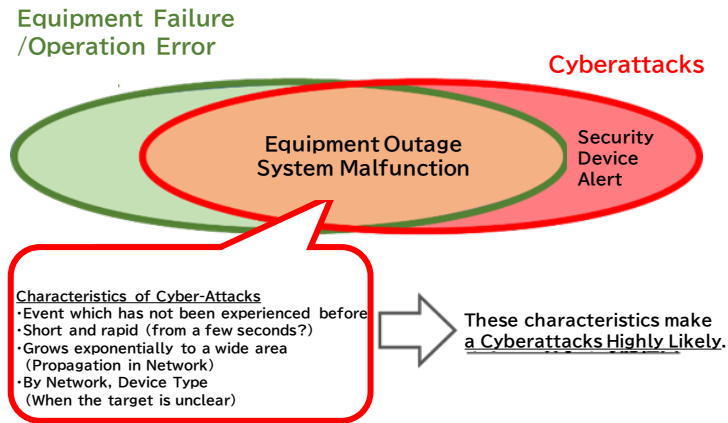 Equipment Failure
/Operation Error
Cyberattacks
Equipment Outage
System Malfunction
Security
Device
Alert
Characteristics of Cyber-Attacks
・Event which has not been experienced before
・Short and rapid (from a few seconds?)
・Grows exponentially to a wide area
(Propagation in Network)
・By Network, Device Type
(When the target is unclear)
These characteristics make
a Cyberattacks Highly Likely.